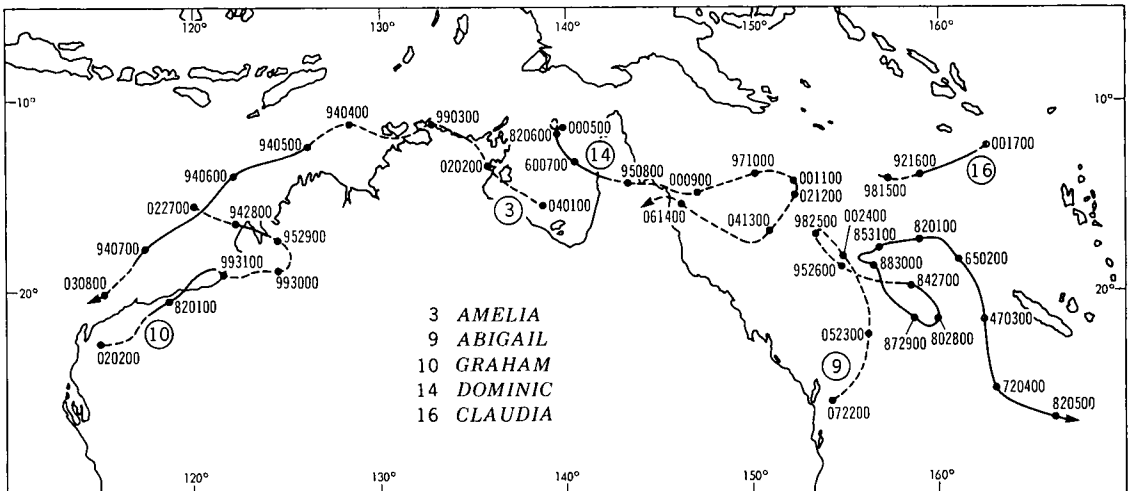 120° 130° 140° 150° 160°
10° 10°
940400 990300 000500 001700
940500 820600 14 921600
020200 600700 950800 971000 001100 981500 16
940600 000900 021200
022700 942800 3 040100 061400 041300 982500 002400 820100
952900 853100
940700 993100 952600 883000 650200
030800 993000 842700
20° 20°
820100 470300
10 872900 802800
020200 052300
3 AMELIA
9 ABIGAIL
10 GRAHAM
14 DOMINIC
16 CLAUDIA
9
072200 720400 820500
120° 130° 140° 150° 160°